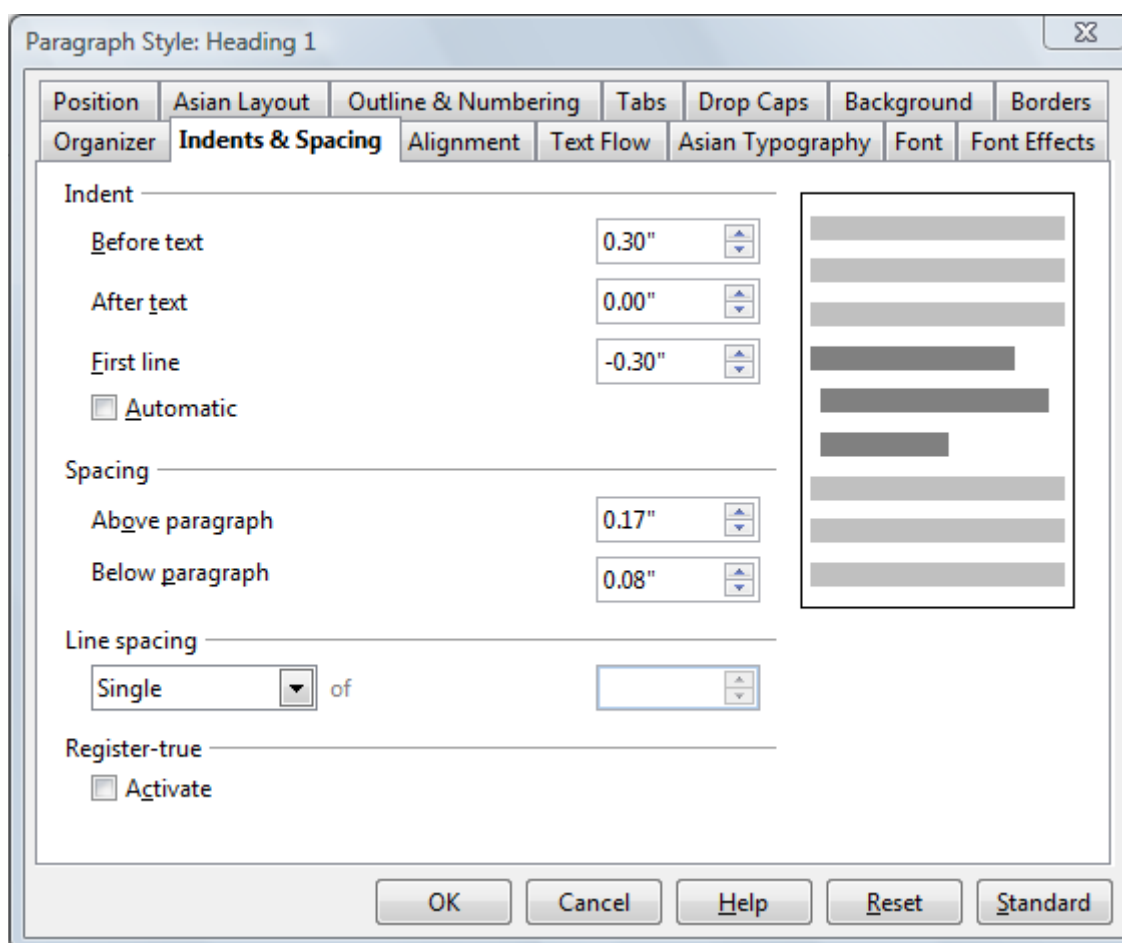 Paragraph Style: Heading 1
Position Asian Layout Outline & Numbering Tabs Drop Caps Background Borders
Organizer Indents & Spacing Alignment Text Flow Asian Typography Font Font Effects
Indent
Before text 0.30"
After text 0.00"
First line -0.30"
Automatic
Spacing
Above paragraph 0.17"
Below paragraph 0.08"
Line spacing
Single of
Register-true
Activate
OK Cancel Help Reset Standard